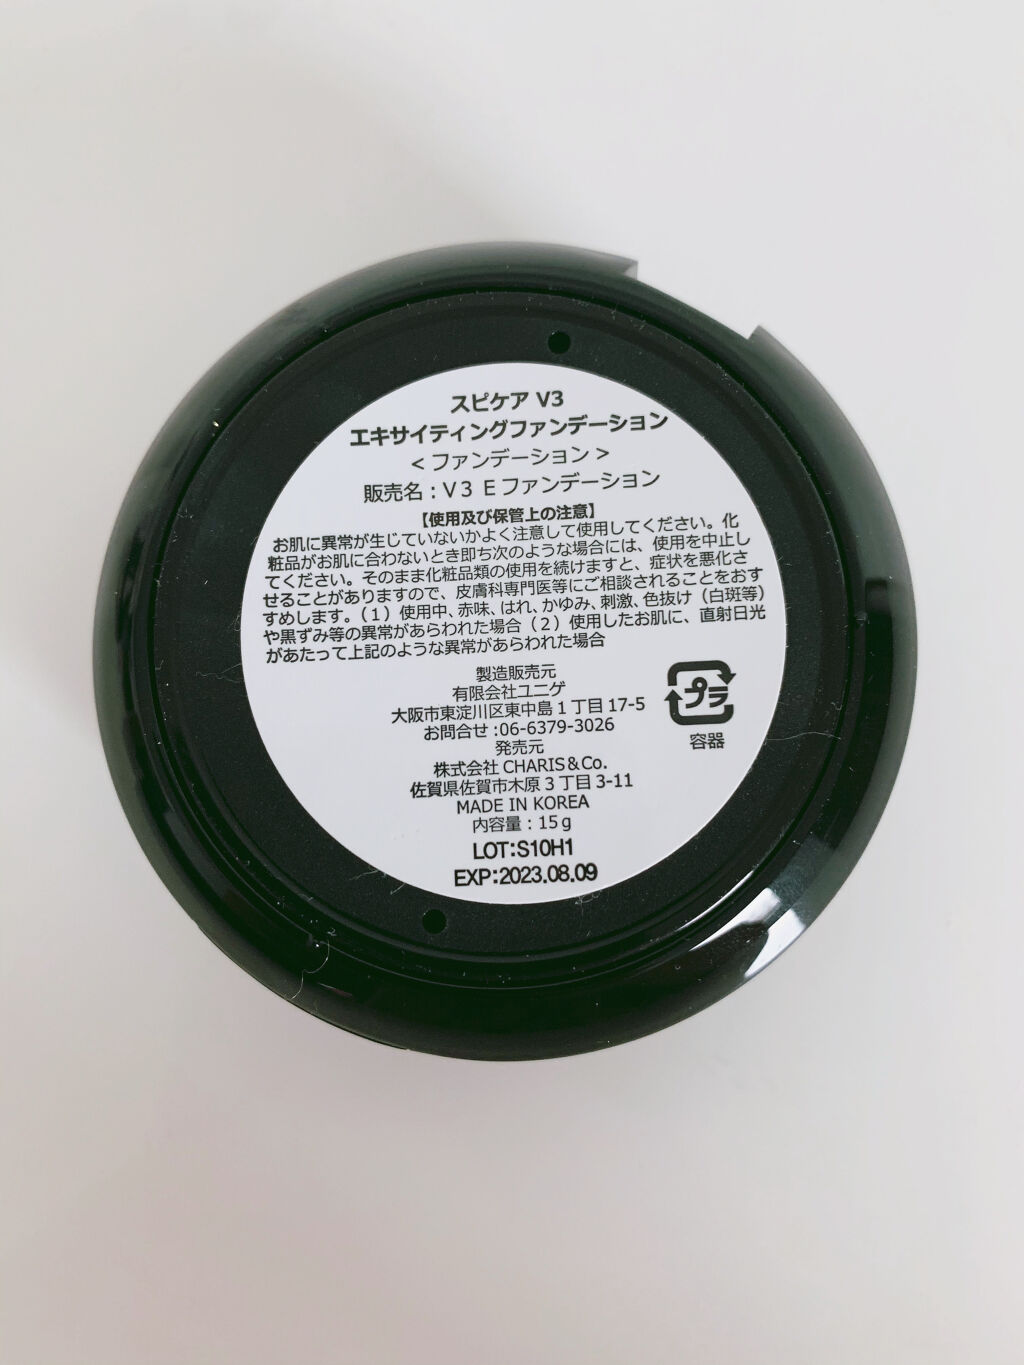 スピケア V3
エキサイティングファンデーション
<ファンデーション>
販売名：V3 Eファンデーション
【使用及び保管上の注意】
お肌に異常が生じていないかよく注意して使用してください。化
粧品がお肌に合わないとき即ち次のような場合には、使用を中止し
てください。そのまま化粧品類の使用を続けますと、症状を悪化さ
せることがありますので、皮膚科専門医等にご相談されることをおす
すめします。（1）使用中、赤味、はれ、かゆみ、刺激、色抜け（白斑等）
や黒ずみ等の異常があらわれた場合（2）使用したお肌に、直射日光
があたって上記のような異常があらわれた場合
製造販売元
有限会社ユニゲ
大阪市東淀川区東中島1丁目17-5
お問合せ:06-6379-3026
発売元
株式会社 CHARIS&Co.
佐賀県佐賀市木原3丁目3-11
MADE IN KOREA
内容量：15g
LOT:S10H1
EXP:2023.08.09
プラ
容器